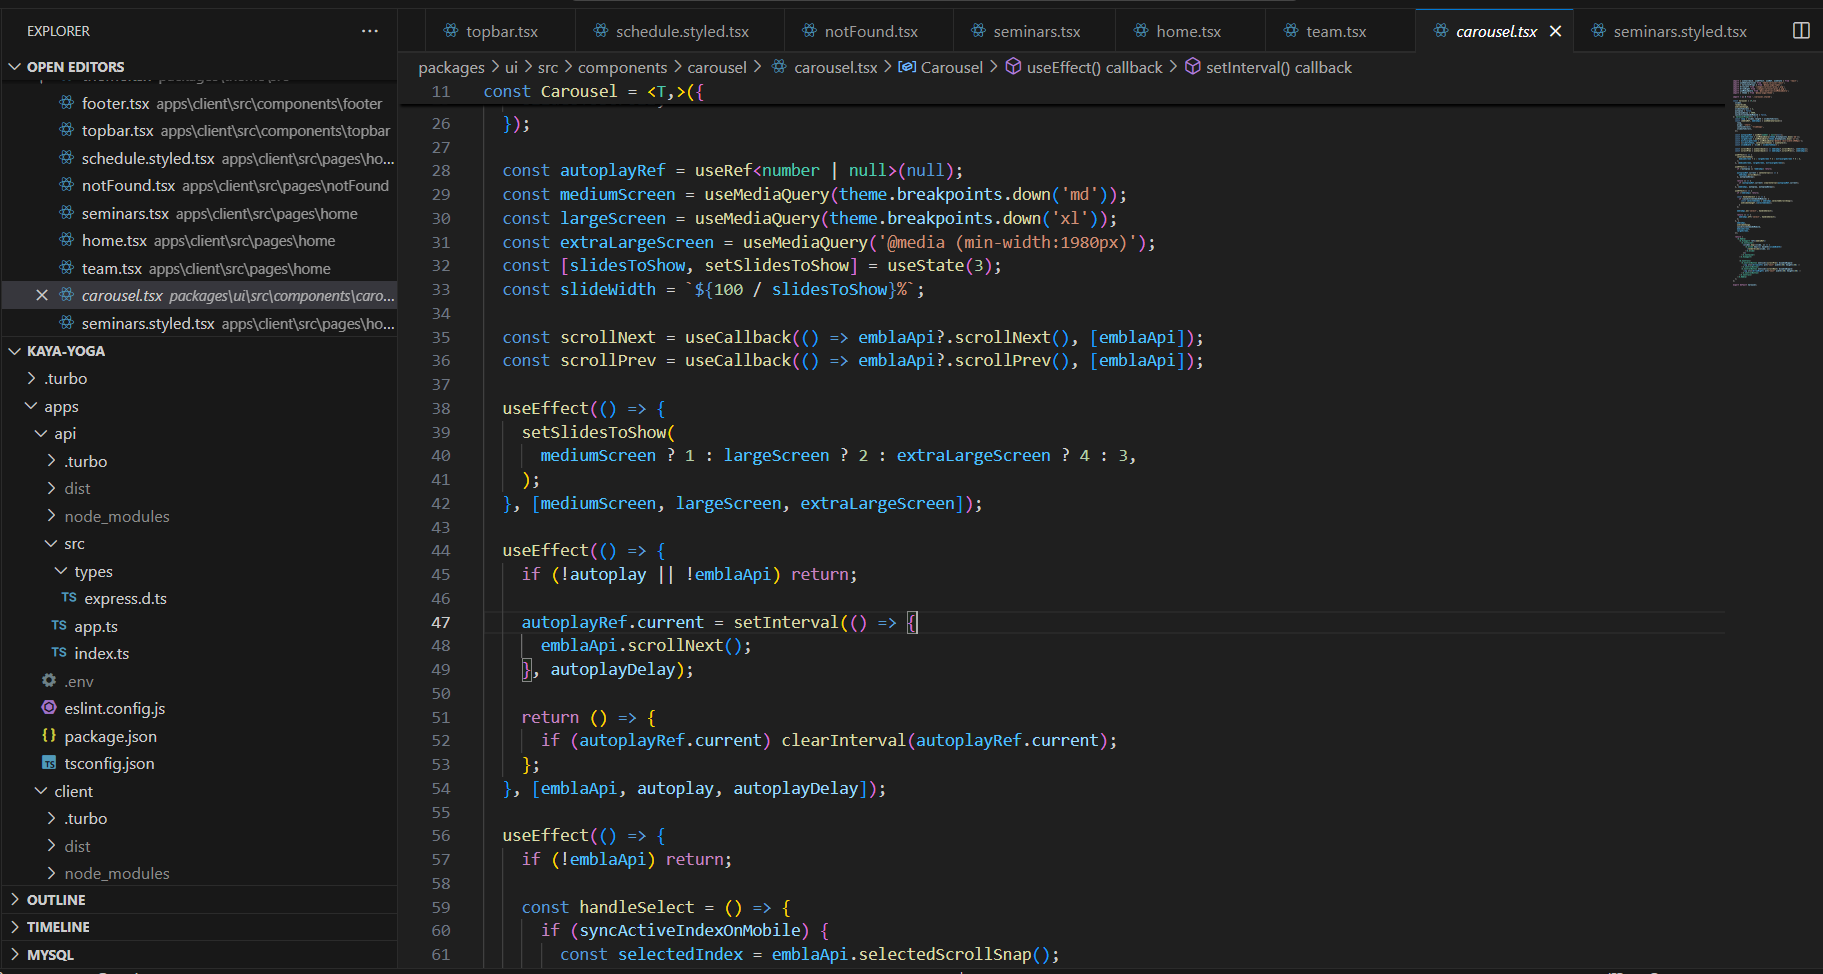 EXPLORER
···
OPEN EDITORS
footer.tsx apps\client\src\components\footer
topbar.tsx apps\client\src\components\topbar
schedule.styled.tsx apps\client\src\pages\ho...
notFound.tsx apps\client\src\pages\notFound
seminars.tsx apps\client\src\pages\home
home.tsx apps\client\src\pages\home
team.tsx apps\client\src\pages\home
carousel.tsx packages\ui\src\components\caro...
seminars.styled.tsx apps\client\src\pages\ho...
KAYA-YOGA
.turbo
apps
api
.turbo
dist
node_modules
src
types
TS express.d.ts
TS app.ts
TS index.ts
.env
eslint.config.js
{} package.json
TS tsconfig.json
client
.turbo
dist
node_modules
OUTLINE
TIMELINE
MYSQL
topbar.tsx schedule.styled.tsx notFound.tsx seminars.tsx home.tsx team.tsx carousel.tsx seminars.styled.tsx
packages > ui > src > components > carousel > carousel.tsx > Carousel > useEffect() callback > setInterval() callback
11 const Carousel = <T,>({
26 });
27
28 const autoplayRef = useRef<number | null>(null);
29 const mediumScreen = useMediaQuery(theme.breakpoints.down('md'));
30 const largeScreen = useMediaQuery(theme.breakpoints.down('xl'));
31 const extraLargeScreen = useMediaQuery('@media (min-width:1980px)');
32 const [slidesToShow, setSlidesToShow] = useState(3);
33 const slideWidth = `${100 / slidesToShow}%`;
34
35 const scrollNext = useCallback(() => emblaApi?.scrollNext(), [emblaApi]);
36 const scrollPrev = useCallback(() => emblaApi?.scrollPrev(), [emblaApi]);
37
38 useEffect(() => {
39 setSlidesToShow(
40 mediumScreen ? 1 : largeScreen ? 2 : extraLargeScreen ? 4 : 3,
41 );
42 }, [mediumScreen, largeScreen, extraLargeScreen]);
43
44 useEffect(() => {
45 if (!autoplay || !emblaApi) return;
46
47 autoplayRef.current = setInterval(() => {
48 emblaApi.scrollNext();
49 }, autoplayDelay);
50
51 return () => {
52 if (autoplayRef.current) clearInterval(autoplayRef.current);
53 };
54 }, [emblaApi, autoplay, autoplayDelay]);
55
56 useEffect(() => {
57 if (!emblaApi) return;
58
59 const handleSelect = () => {
60 if (syncActiveIndexOnMobile) {
61 const selectedIndex = emblaApi.selectedScrollSnap();